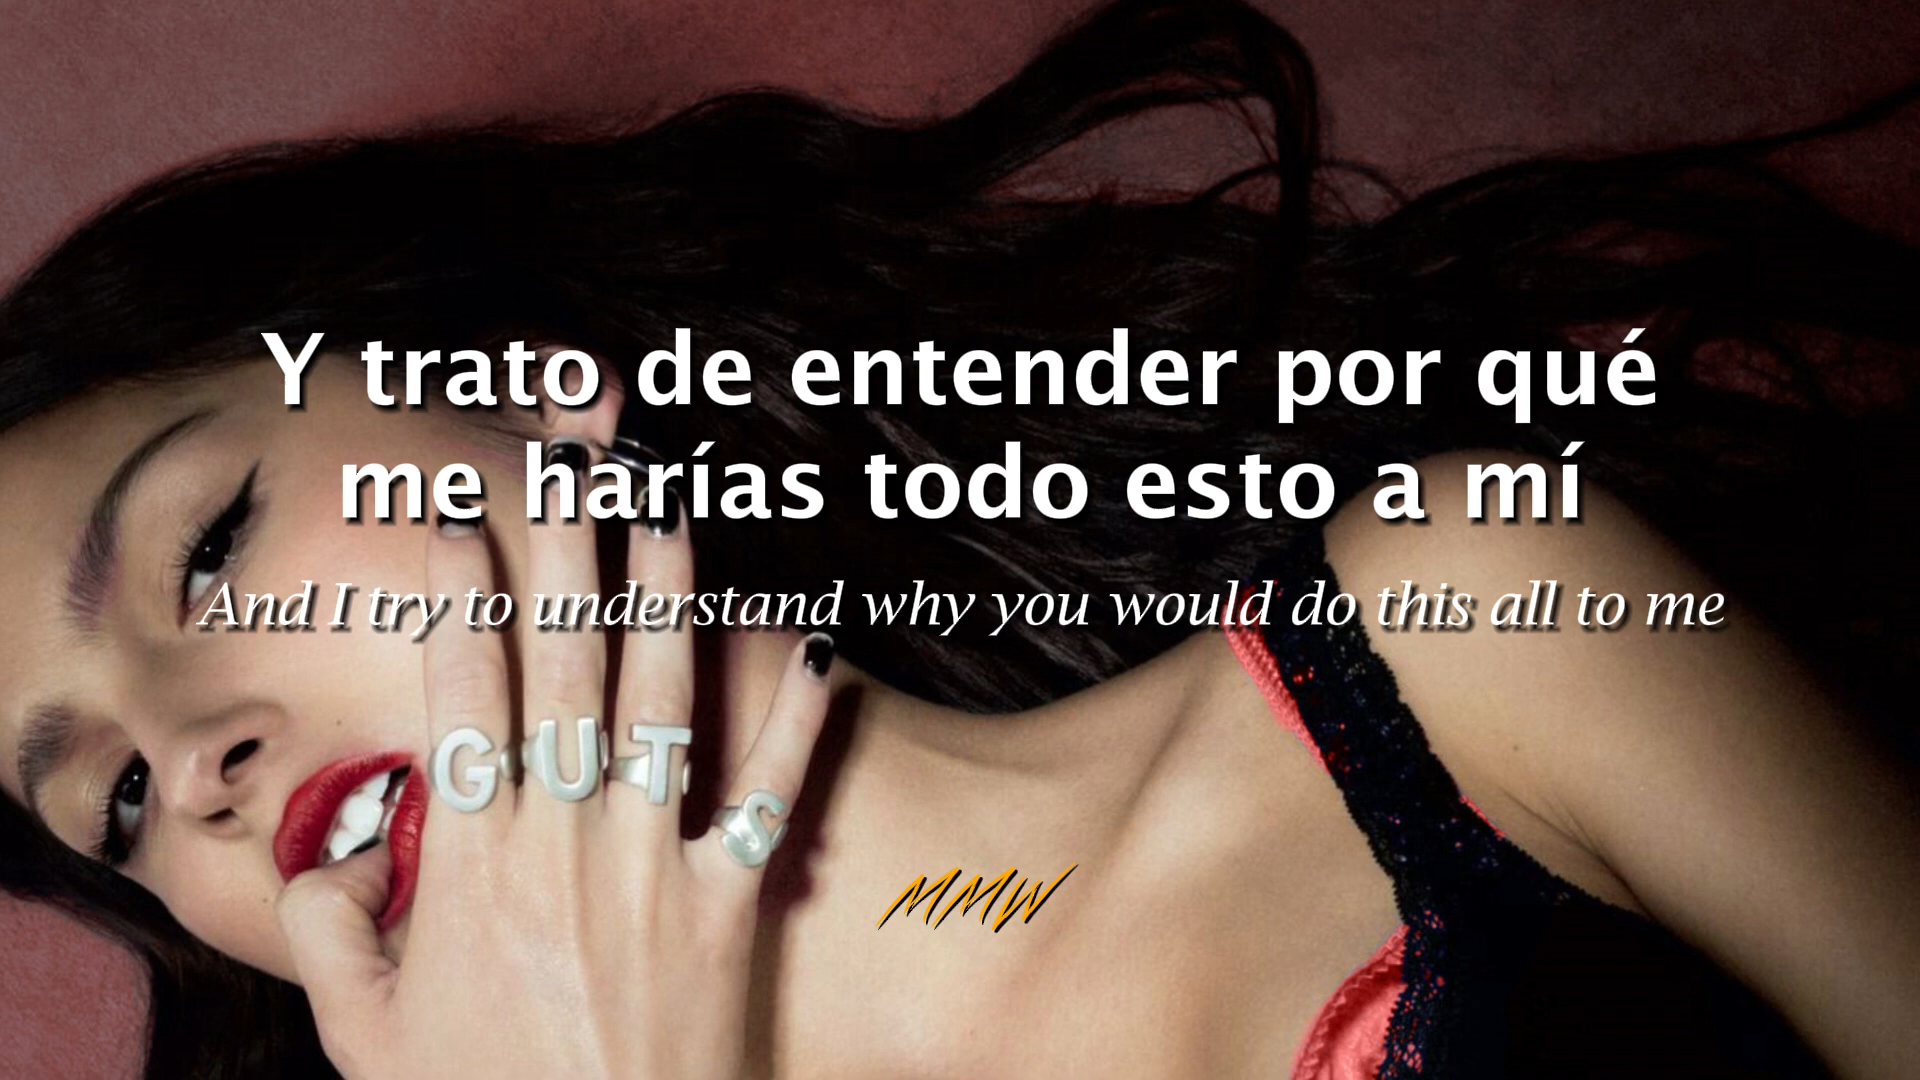 Y trato de entender por qué
me harías todo esto a mí
And I try to understand why you would do this all to me
GUTS
MMW